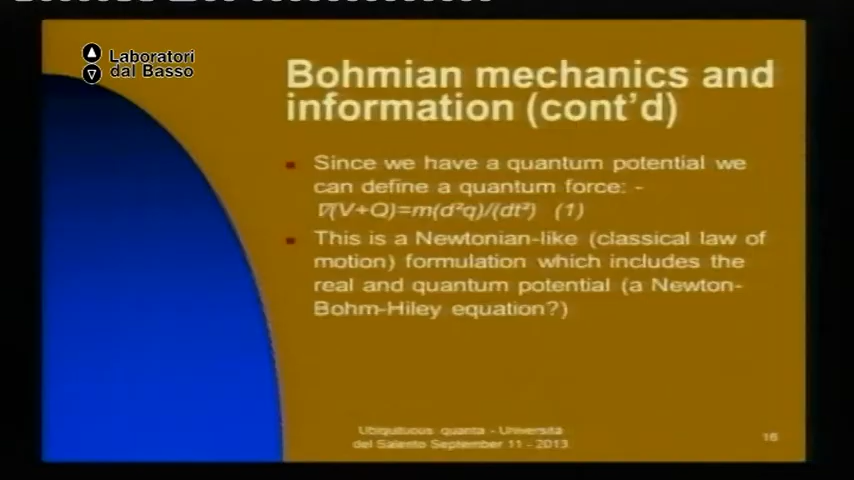 Laboratori
dal Basso
Bohmian mechanics and
information (cont'd)
Since we have a quantum potential we
can define a quantum force: -
∇(V+Q)=m(d²q)/(dt²) (1)
This is a Newtonian-like (classical law of
motion) formulation which includes the
real and quantum potential (a Newton-
Bohm-Hiley equation?)
Ubiquituous quanta - Università
del Salento September 11 - 2013
16